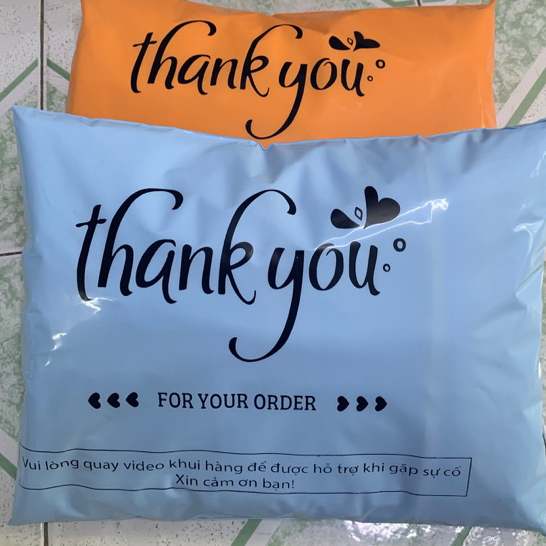 thank you
thank you
FOR YOUR ORDER
Vui lòng quay video khui hàng để được hỗ trợ khi gặp sự cố
Xin cảm ơn bạn!